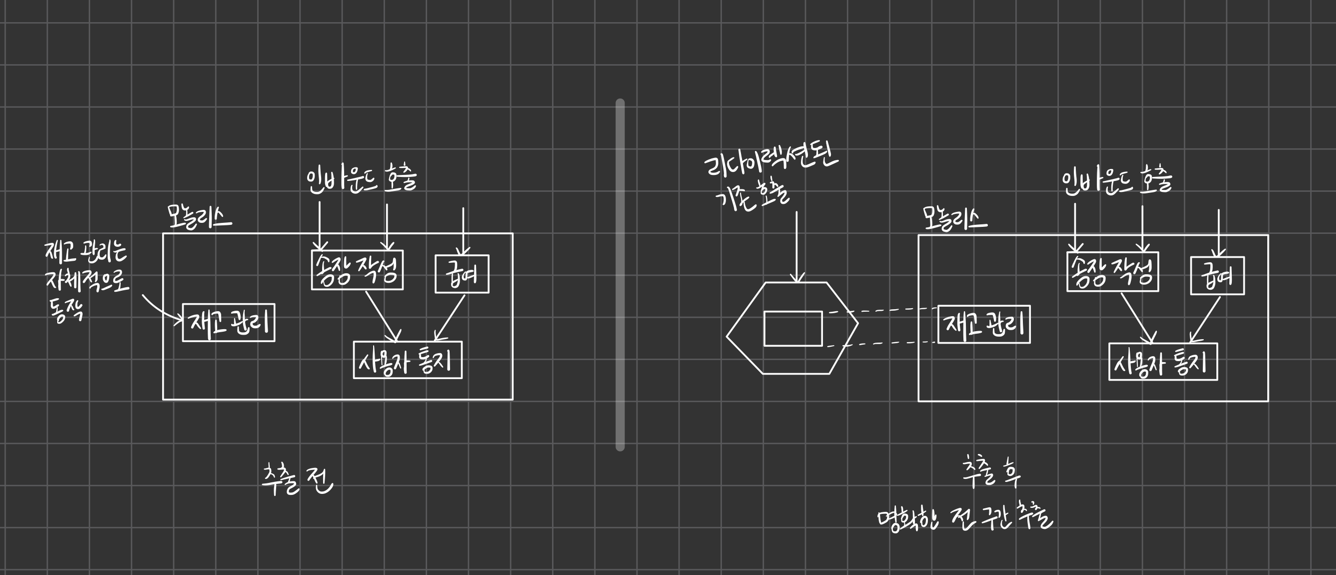 인바운드 호출
모놀리스
재고 관리는
자체적으로
동작
송장 작성
급여
재고 관리
사용자 통지
추출 전
리다이렉션된
기존 호출
인바운드 호출
모놀리스
송장 작성
급여
재고 관리
사용자 통지
추출 후
명확한 전 구간 추출